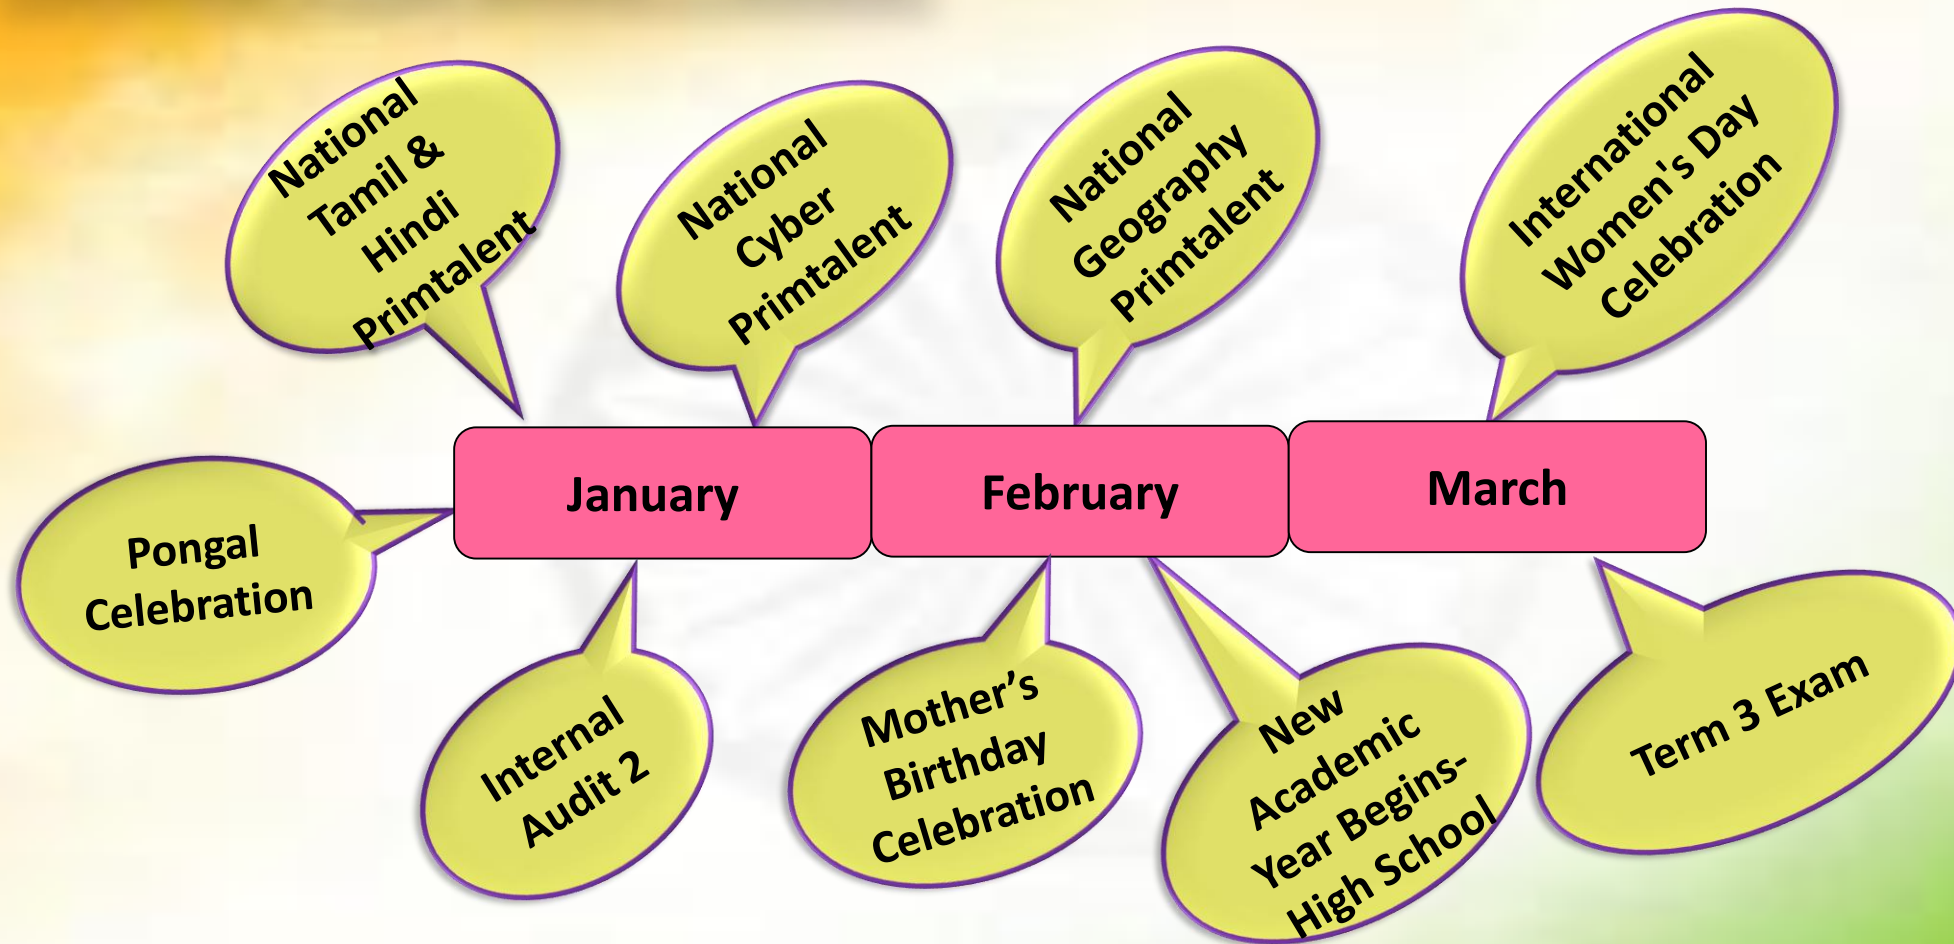 National
Tamil &
Hindi
Primtalent
National
Cyber
Primtalent
National
Geography
Primtalent
International
Women's Day
Celebration
January
February
March
Pongal
Celebration
Internal
Audit 2
Mother’s
Birthday
Celebration
New
Academic
Year Begins-
High School
Term 3 Exam